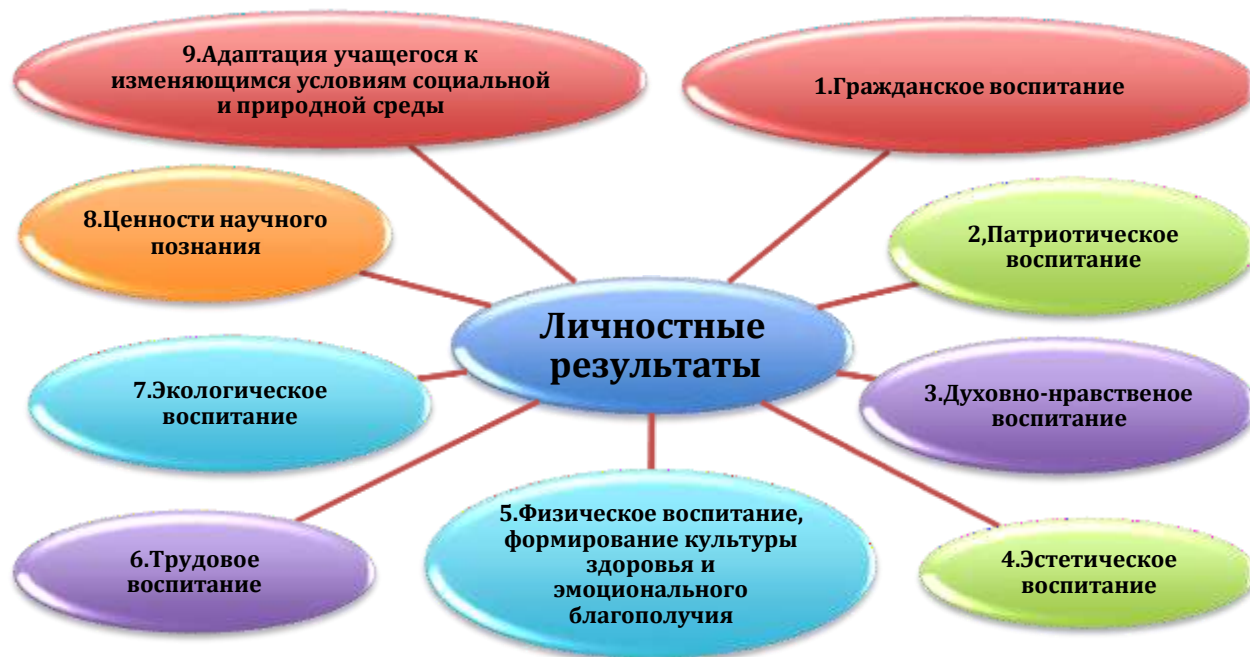 9.Адаптация учащегося к
изменяющимся условиям социальной
и природной среды
1.Гражданское воспитание
8.Ценности научного
познания
2,Патриотическое
воспитание
Личностные
результаты
7.Экологическое
воспитание
3.Духовно-нравственое
воспитание
6.Трудовое
воспитание
5.Физическое воспитание,
формирование культуры
здоровья и
эмоционального
благополучия
4.Эстетическое
воспитание